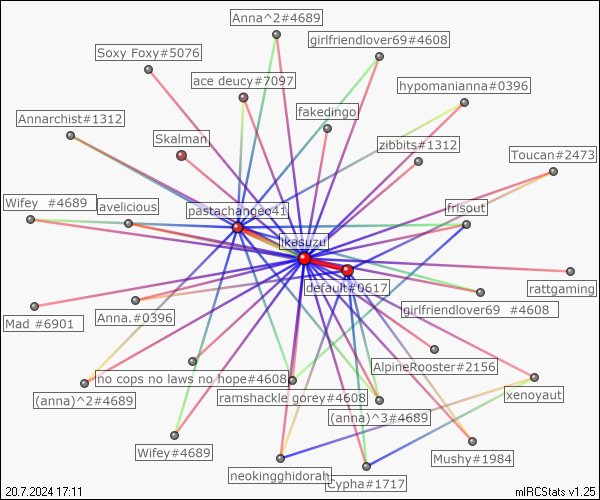 Anna^2#4689
girlfriendlover69#4608
Soxy Foxy#5076
ace deucy#7097
hypomanianna#0396
fakedingo
Annarchist#1312
Skalman
zibbits#1312
Toucan#2473
Wifey #4689
avelicious
pastachangeo41
frisout
jkasuzu
default#0617
rattgaming
Mad #6901
Anna.#0396
girlfriendlover69 #4608
AlpineRooster#2156
no cops no laws no hope#4608
(anna)^2#4689
ramshackle gorey#4608
xenoyaut
(anna)^3#4689
Wifey#4689
Mushy#1984
neokingghidorah
Cypha#1717
20.7.2024 17:11
mIRCStats v1.25